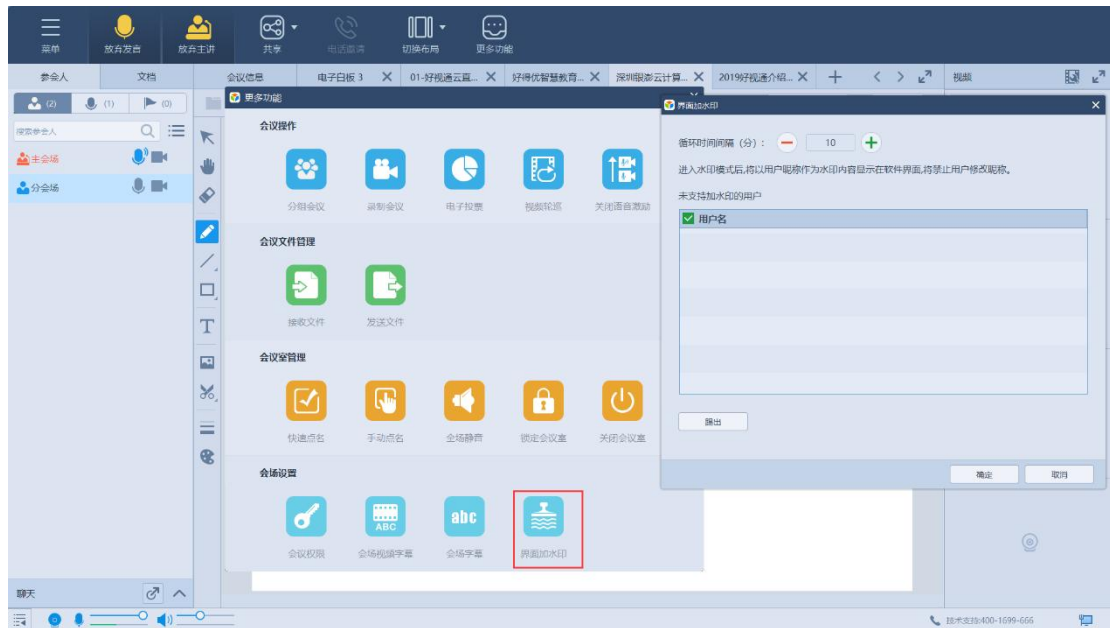 菜单
放弃发言
放弃主讲
共享
电话邀请
切换布局
更多功能
参会人
文档
会议信息
电子白板 3
01-好视通云直...
好得优智慧教育...
深圳银澎云计算...
2019好视通介绍...
视频
(2)
(1)
(0)
搜索参会人
主会场
分会场
T
更多功能
会议操作
分组会议
录制会议
电子投票
视频轮巡
关闭语音激励
会议文件管理
接收文件
发送文件
会议室管理
快速点名
手动点名
全场静音
锁定会议室
关闭会议室
会场设置
ABC
abc
会议权限
会场视频字幕
会场字幕
界面加水印
界面加水印
循环时间间隔（分）：
10
进入水印模式后,将以用户昵称作为水印内容显示在软件界面,将禁止用户修改昵称。
未支持加水印的用户
用户名
踢出
确定
取消
聊天
技术支持:400-1699-666